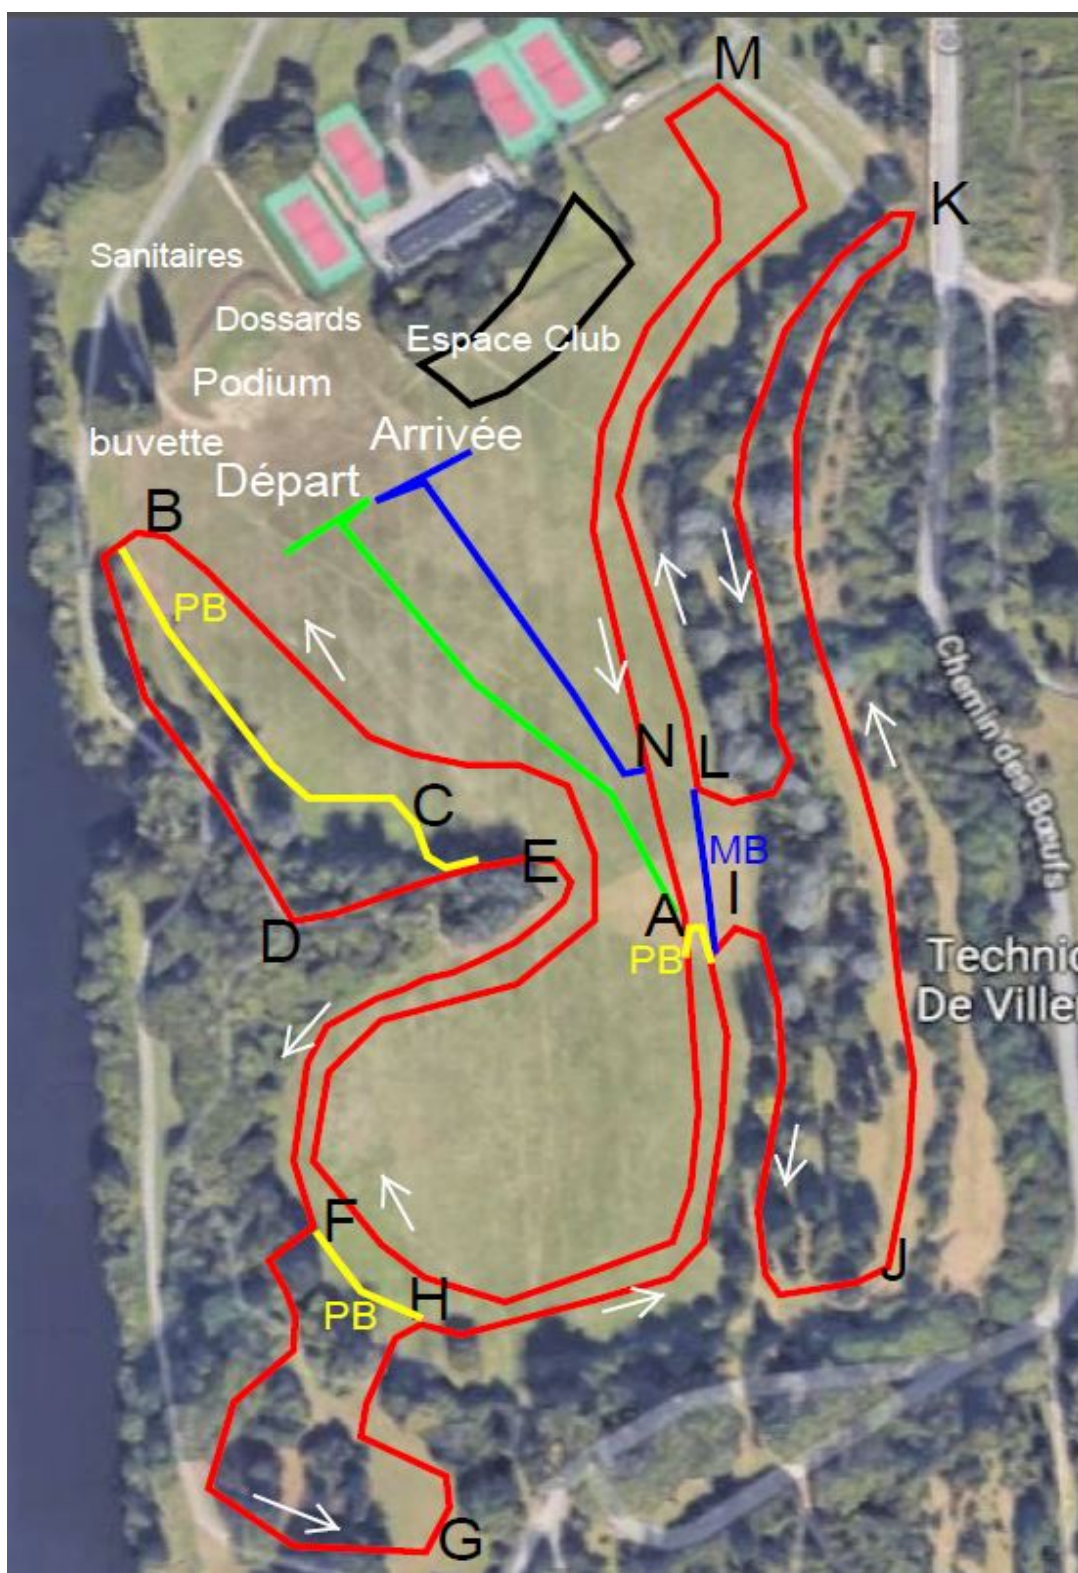 M
K
Sanitaires
Dossards
Espace Club
Podium
Arrivée
buvette
Départ
B
PB
Chemin des Bœufs
N
L
C
MB
E
I
A
D
PB
Technic
De Ville
F
J
H
PB
G